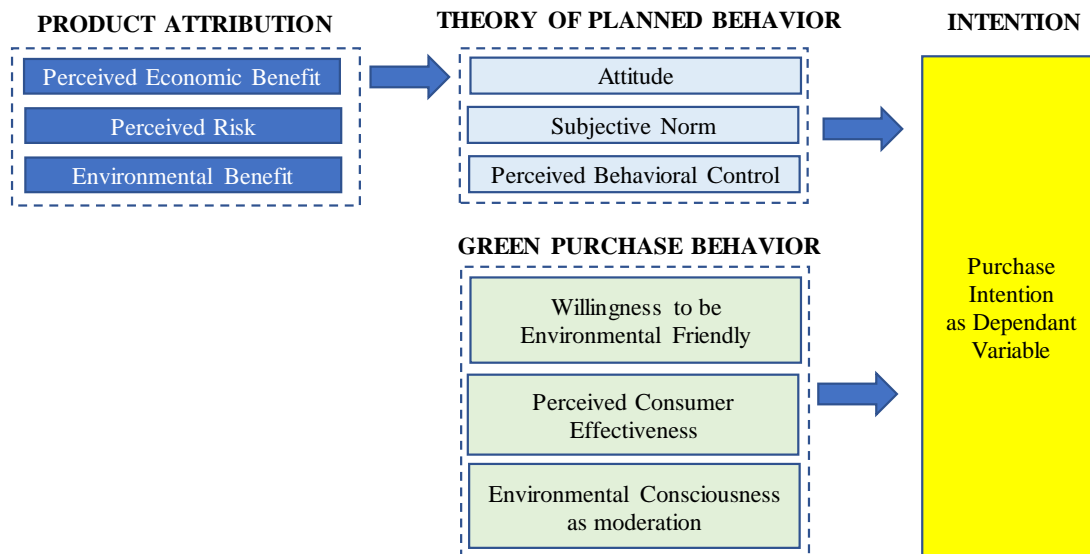 PRODUCT ATTRIBUTION
Perceived Economic Benefit
Perceived Risk
Environmental Benefit
THEORY OF PLANNED BEHAVIOR
Attitude
Subjective Norm
Perceived Behavioral Control
GREEN PURCHASE BEHAVIOR
Willingness to be
Environmental Friendly
Perceived Consumer
Effectiveness
Environmental Consciousness
as moderation
INTENTION
Purchase
Intention
as Dependant
Variable